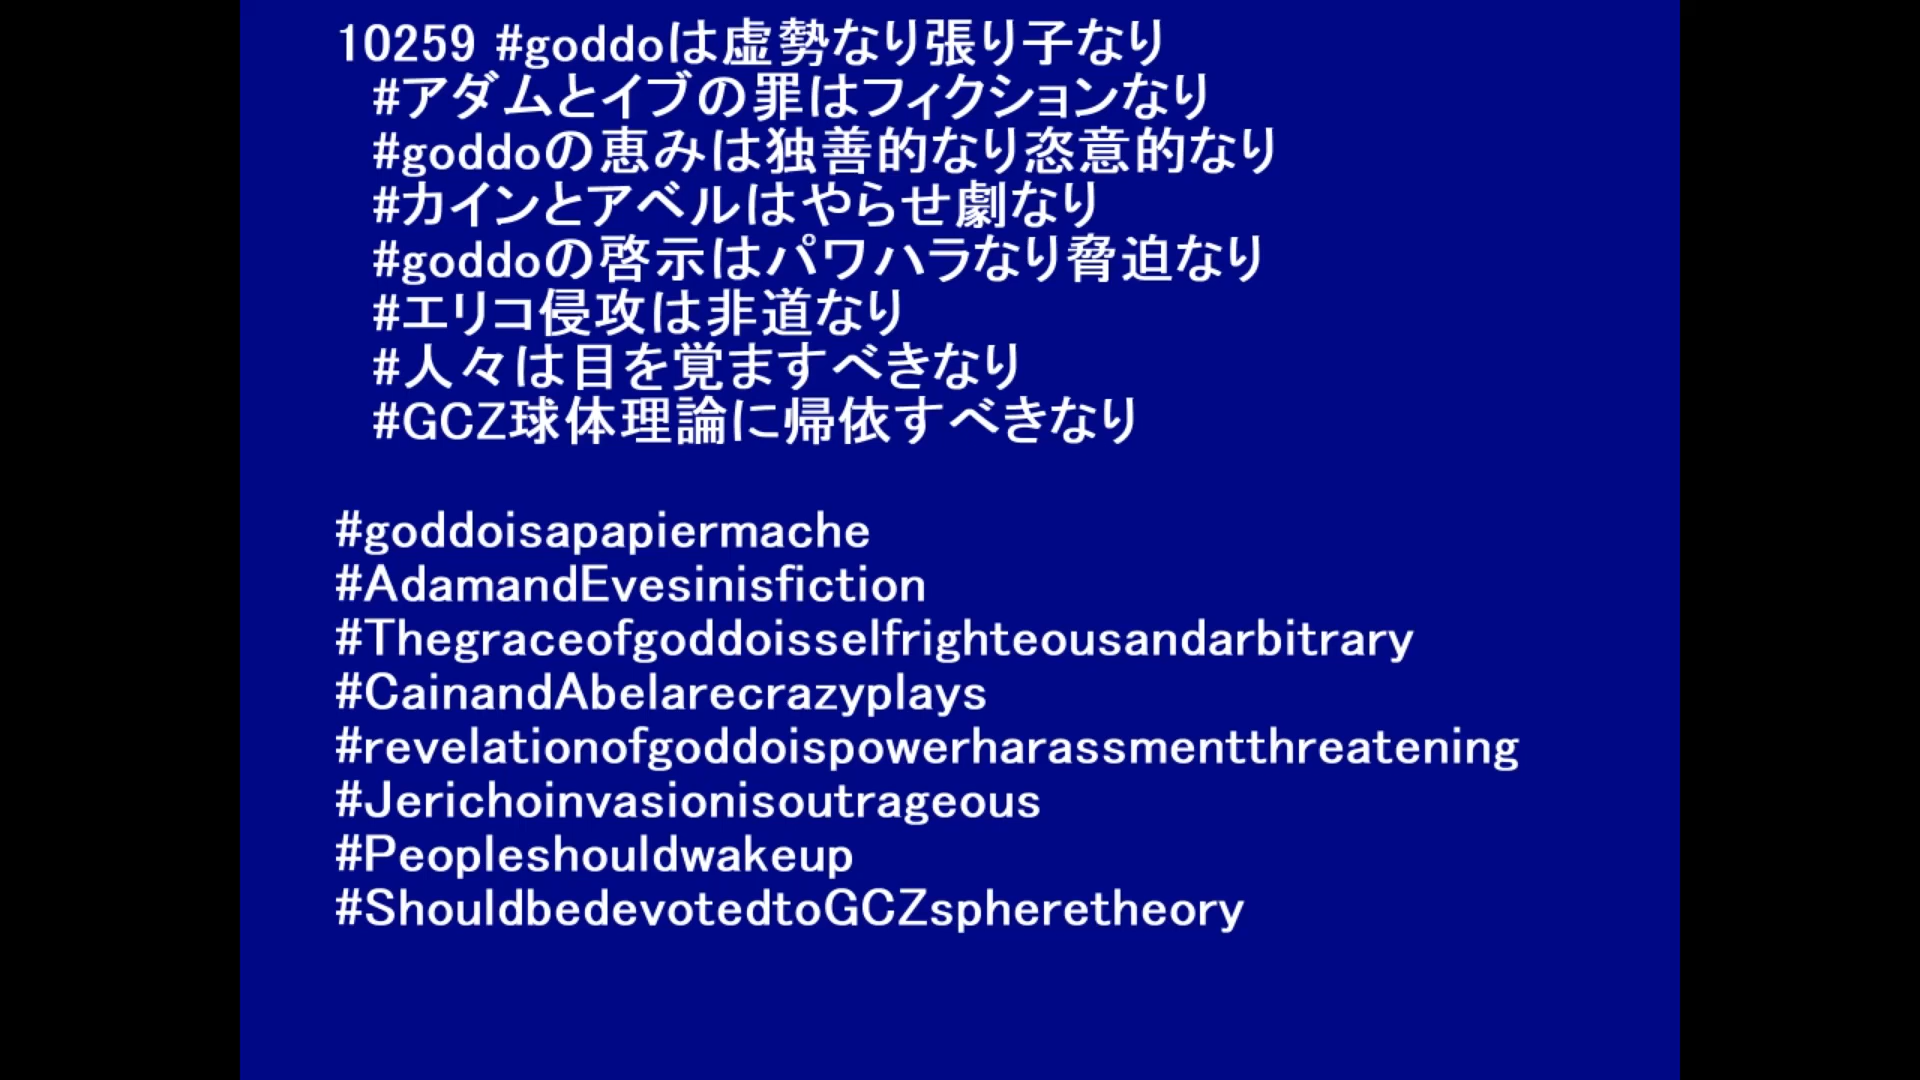 10259 #goddoは虚勢なり張り子なり
#アダムとイブの罪はフィクションなり
#goddoの恵みは独善的なり恣意的なり
#カインとアベルはやらせ劇なり
#goddoの啓示はパワハラなり脅迫なり
#エリコ侵攻は非道なり
#人々は目を覚ますべきなり
#GCZ球体理論に帰依すべきなり
#goddoisapapiermache
#AdamandEvesinisfiction
#Thegraceofgoddoisselfrighteousandarbitrary
#CainandAbelarecrazyplays
#revelationofgoddoispowerharassmentthreatening
#Jerichoinvasionisoutrageous
#Peopleshouldwakeup
#ShouldbedevotedtoGCZspheretheory